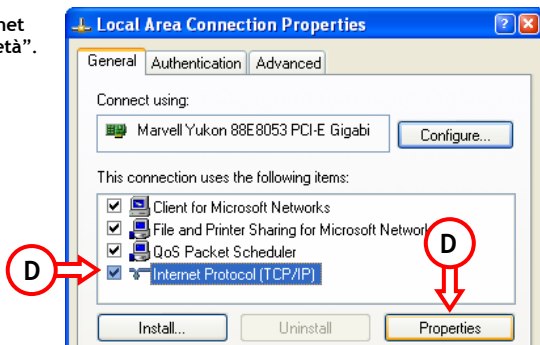 net
età”.
Local Area Connection Properties
General Authentication Advanced
Connect using:
Marvell Yukon 88E8053 PCI-E Gigabi Configure...
This connection uses the following items:
Client for Microsoft Networks
File and Printer Sharing for Microsoft Network
QoS Packet Scheduler
Internet Protocol (TCP/IP)
D
D
Install... Uninstall Properties